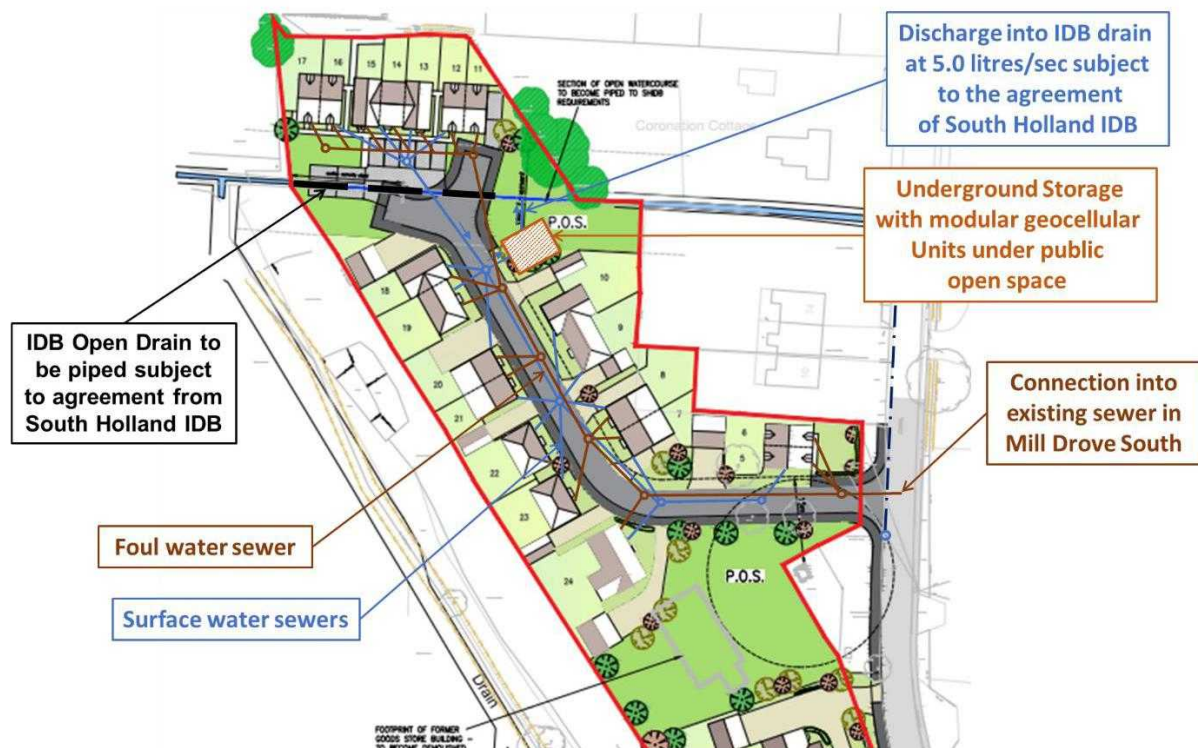 Discharge into IDB drain
at 5.0 litres/sec subject
to the agreement
of South Holland IDB
SECTION OF OPEN WATERCOURSE
TO BECOME PIPED TO SHIDB
REQUIREMENTS
Coronation Cottage
17
16
15
14
13
12
11
Underground Storage
with modular geocellular
Units under public
open space
P.O.S.
IDB Open Drain to
be piped subject
to agreement from
South Holland IDB
18
10
19
9
20
8
21
7
6
5
Connection into
existing sewer in
Mill Drove South
22
23
24
Foul water sewer
Surface water sewers
P.O.S.
Drain
FOOTPRINT OF FORMER
GOODS STORE BUILDING -
TO BECOME DEMOLISHED